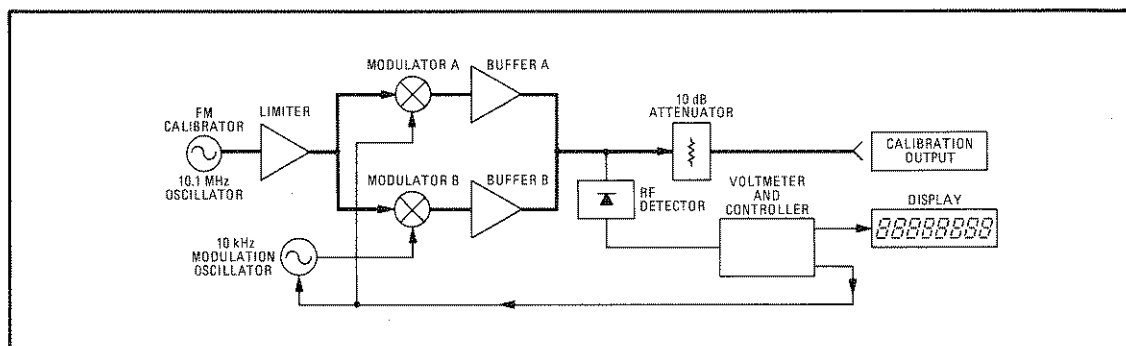 MODULATOR A
BUFFER A
LIMITER
FM
CALIBRATOR
10.1 MHz
OSCILLATOR
10 dB
ATTENUATOR
CALIBRATION
OUTPUT
MODULATOR B
BUFFER B
RF
DETECTOR
VOLTMETER
AND
CONTROLLER
DISPLAY
88888888
10 kHz
MODULATION
OSCILLATOR